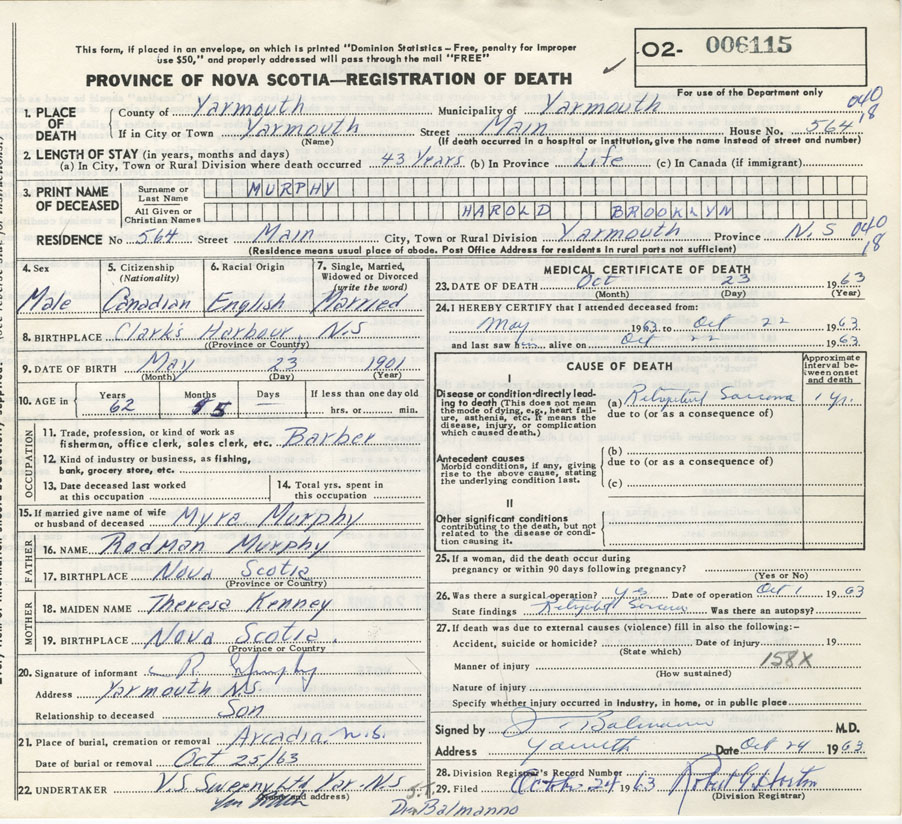 This form, if placed in an envelope, on which is printed "Dominion Statistics – Free, penalty for improper
use $50," and properly addressed will pass through the mail "FREE"
O2- 006115
PROVINCE OF NOVA SCOTIA—REGISTRATION OF DEATH
For use of the Department only
040
18
1. PLACE OF DEATH County of Yarmouth Municipality of Yarmouth
If in City or Town Yarmouth Street Main House No. 564
(Name) (If death occurred in a hospital or institution, give the name instead of street and number)
2. LENGTH OF STAY (in years, months and days)
(a) In City, Town or Rural Division where death occurred 43 Years (b) In Province Life (c) In Canada (if immigrant)
3. PRINT NAME OF DECEASED Surname or Last Name MURPHY
All Given or Christian Names HAROLD BROOKLYN
RESIDENCE No 564 Street Main City, Town or Rural Division Yarmouth Province N.S 040
18
(Residence means usual place of abode. Post Office Address for residents in rural parts not sufficient)
4. Sex Male
5. Citizenship (Nationality) Canadian
6. Racial Origin English
7. Single, Married, Widowed or Divorced (write the word) Married
8. BIRTHPLACE Clarks Harbour, N.S
(Province or Country)
9. DATE OF BIRTH May 23 1901
(Month) (Day) (Year)
10. AGE in Years 62 Months 5 Days If less than one day old hrs. or min.
OCCUPATION
11. Trade, profession, or kind of work as
fisherman, office clerk, sales clerk, etc. Barber
12. Kind of industry or business, as fishing,
bank, grocery store, etc.
13. Date deceased last worked
at this occupation
14. Total yrs. spent in
this occupation
15. If married give name of wife
or husband of deceased Myra Murphy
FATHER
16. NAME Rodman Murphy
17. BIRTHPLACE Nova Scotia
(Province or Country)
MOTHER
18. MAIDEN NAME Theresa Kenney
19. BIRTHPLACE Nova Scotia.
(Province or Country)
20. Signature of informant R Murphy
Address Yarmouth N.S.
Relationship to deceased Son
21. Place of burial, cremation or removal Arcadia N.S.
Date of burial or removal Oct 25/63
22. UNDERTAKER V.S. Sweeny Ltd Yar. N.S
(Name and address)
MEDICAL CERTIFICATE OF DEATH
23. DATE OF DEATH Oct 23 1963
(Month) (Day) (Year)
24. I HEREBY CERTIFY that I attended deceased from:
May 1963 to Oct 22 1963
and last saw him alive on Oct 22 1963
CAUSE OF DEATH
Approximate
Interval be-
tween onset
and death
I
Disease or condition directly lead-
ing to death (This does not mean
the mode of dying, e.g., heart failure,
asthenia, etc. It means the
disease, injury, or complication
which caused death.)
(a) Sarcoma 1 yr.
due to (or as a consequence of)
Antecedent causes
Morbid conditions, if any, giving
rise to the above cause, stating
the underlying condition last.
(b)
due to (or as a consequence of)
(c)
II
Other significant conditions
contributing to the death, but not
related to the disease or condi-
tion causing it.
25. If a woman, did the death occur during
pregnancy or within 90 days following pregnancy?
(Yes or No)
26. Was there a surgical operation? yes Date of operation Oct 1 1963
State findings Sarcoma Was there an autopsy?
27. If death was due to external causes (violence) fill in also the following:–
Accident, suicide or homicide? Date of injury 19
(State which) 158X
Manner of injury
(How sustained)
Nature of injury
Specify whether injury occurred in Industry, in home, or in public place
Signed by Balmanno M.D.
Address Yarmouth Date Oct 24 1963
28. Division Registrar's Record Number
29. Filed October 24 1963 Robert G. Horton
(Division Registrar)
J.T.
Dr. Balmanno